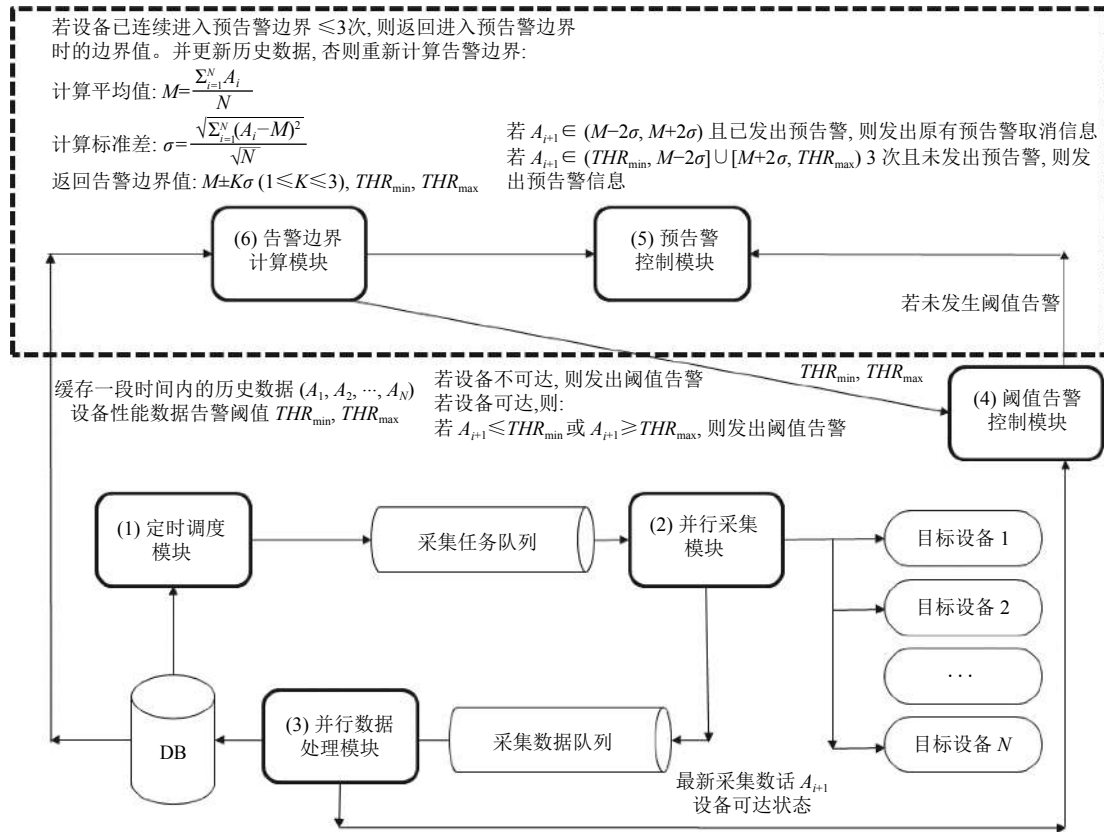 若设备已连续进入预告警边界 ≤3次, 则返回进入预告警边界
时的边界值。并更新历史数据, 否则重新计算告警边界:
计算平均值: M=\frac{Σ_{i=1}^{N} A_i}{N}
计算标准差: σ=\frac{\sqrt{Σ_{i=1}^{N}(A_i−M)^2}}{\sqrt{N}}
返回告警边界值: M±Kσ (1≤K≤3), THR_min, THR_max
若 A_{i+1}∈ (M−2σ, M+2σ) 且已发出预告警, 则发出原有预告警取消信息
若 A_{i+1}∈ (THR_min, M−2σ]∪[M+2σ, THR_max) 3 次且未发出预告警, 则发
出预告警信息
(6) 告警边界
计算模块
(5) 预告警
控制模块
若未发生阈值告警
缓存一段时间内的历史数据 (A_1, A_2, ···, A_N)
设备性能数据告警阈值 THR_min, THR_max
若设备不可达, 则发出阈值告警
若设备可达,则:
若 A_{i+1}≤THR_min 或 A_{i+1}≥THR_max, 则发出阈值告警
THR_min, THR_max
(4) 阈值告警
控制模块
(1) 定时调度
模块
采集任务队列
(2) 并行采集
模块
目标设备 1
目标设备 2
···
目标设备 N
DB
(3) 并行数据
处理模块
采集数据队列
最新采集数话 A_{i+1}
设备可达状态